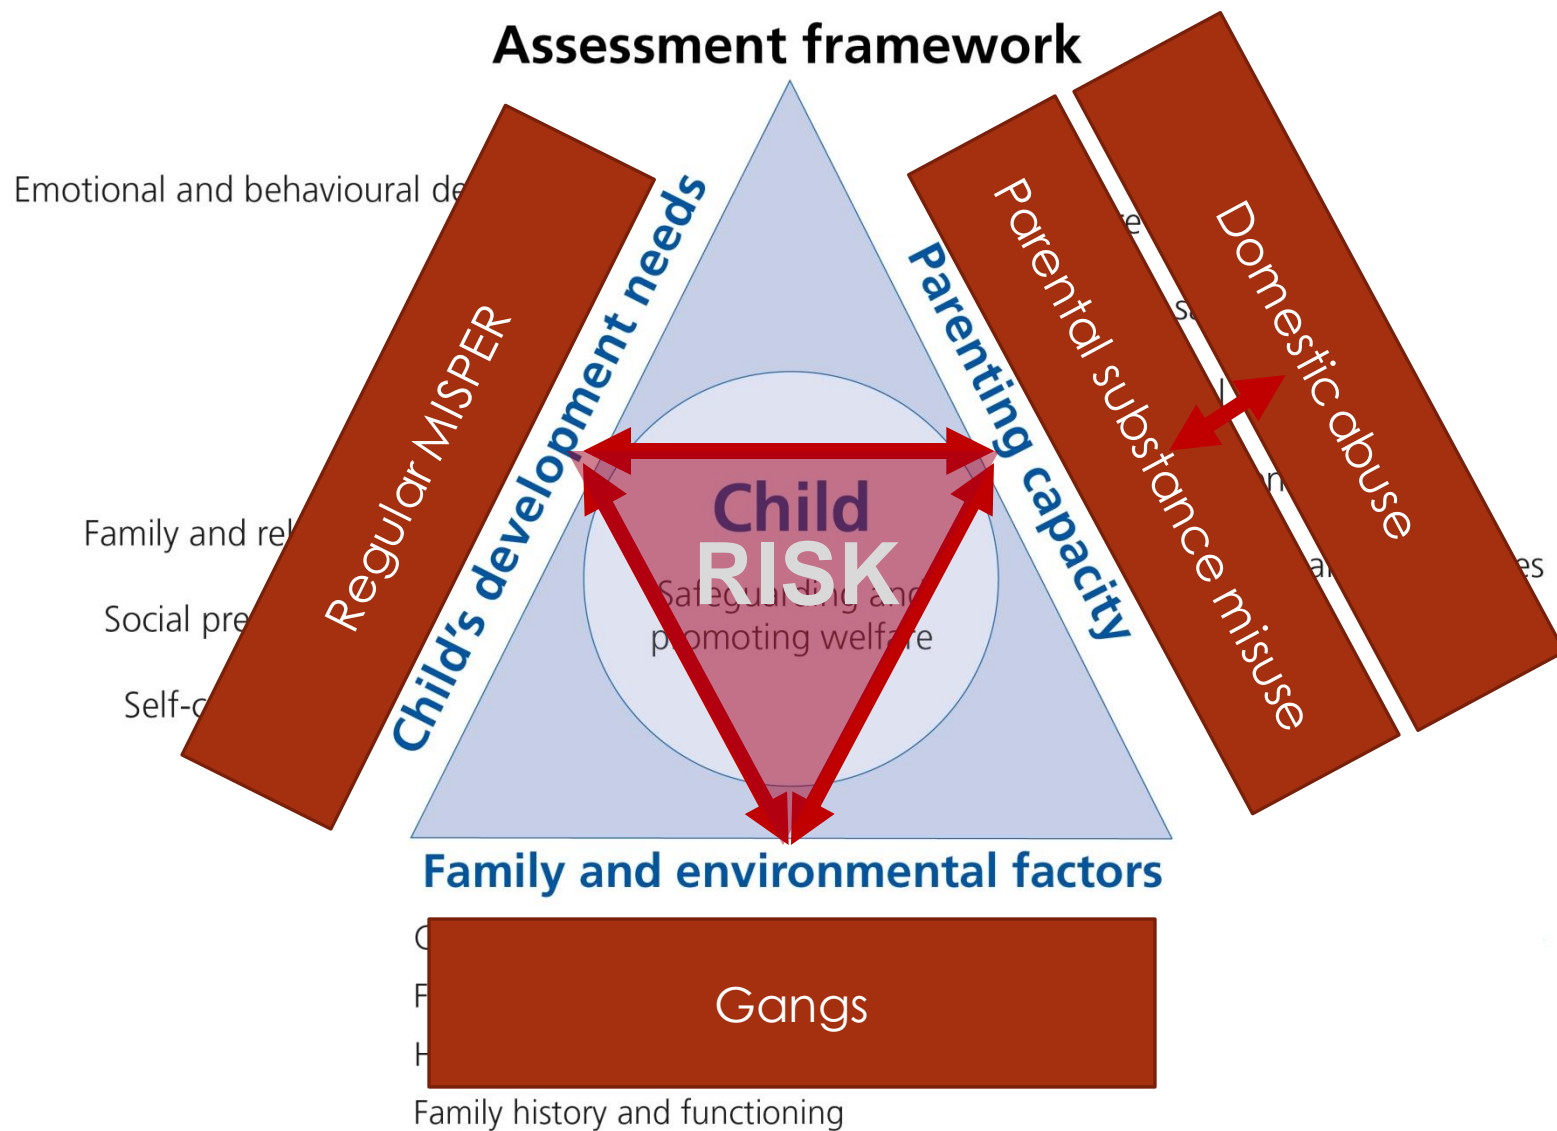 Assessment framework
Emotional and behavioural de
Family and rel
Social pre
Self-c
Regular MISPER
Child's development needs
Child
RISK
Safeguarding and
promoting welfare
Parenting capacity
Parental substance misuse
Domestic abuse
Family and environmental factors
Gangs
Family history and functioning